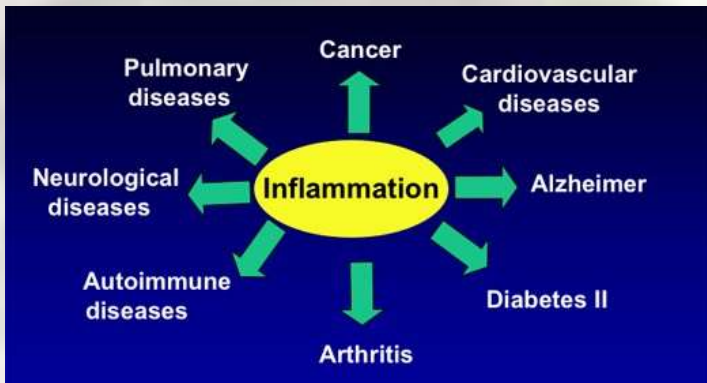 Cancer
Pulmonary
diseases
Cardiovascular
diseases
Neurological
diseases
Inflammation
Alzheimer
Autoimmune
diseases
Diabetes II
Arthritis